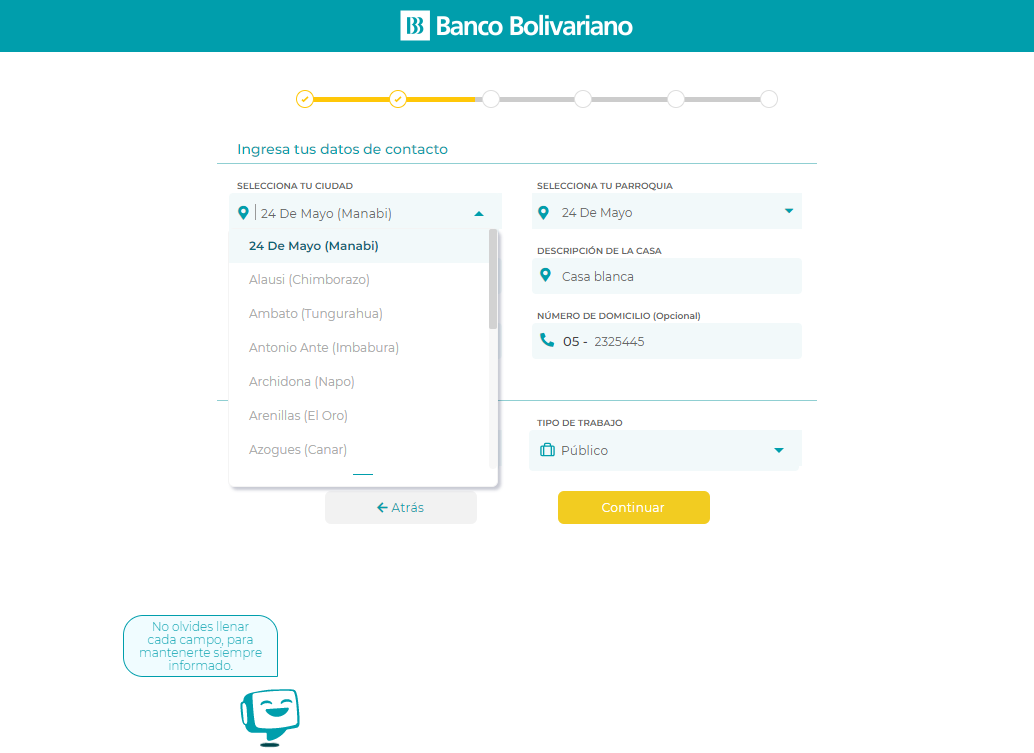 Banco Bolivariano
Ingresa tus datos de contacto
SELECCIONA TU CIUDAD
24 De Mayo (Manabi)
24 De Mayo (Manabi)
Alausi (Chimborazo)
Ambato (Tungurahua)
Antonio Ante (Imbabura)
Archidona (Napo)
Arenillas (El Oro)
Azogues (Canar)
SELECCIONA TU PARROQUIA
24 De Mayo
DESCRIPCIÓN DE LA CASA
Casa blanca
NÚMERO DE DOMICILIO (Opcional)
05 - 2325445
TIPO DE TRABAJO
Público
Atrás
Continuar
No olvides llenar
cada campo, para
mantenerte siempre
informado.